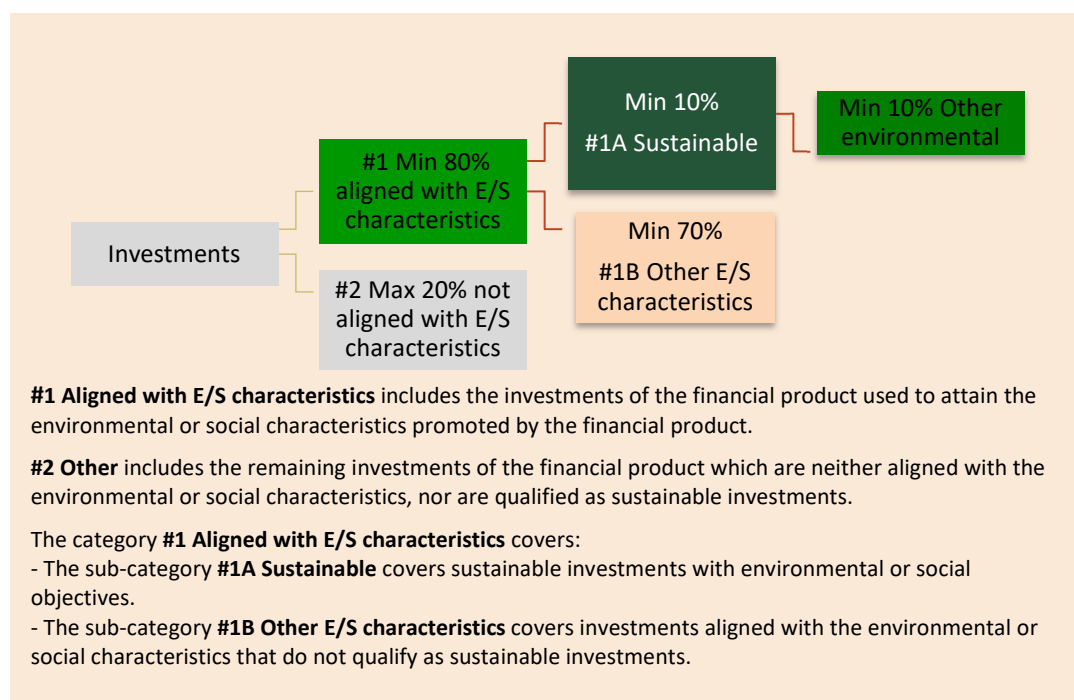 Investments
#1 Min 80%
aligned with E/S
characteristics
#2 Max 20% not
aligned with E/S
characteristics
Min 10%
#1A Sustainable
Min 70%
#1B Other E/S
characteristics
Min 10% Other
environmental
#1 Aligned with E/S characteristics includes the investments of the financial product used to attain the
environmental or social characteristics promoted by the financial product.
#2 Other includes the remaining investments of the financial product which are neither aligned with the
environmental or social characteristics, nor are qualified as sustainable investments.
The category #1 Aligned with E/S characteristics covers:
- The sub-category #1A Sustainable covers sustainable investments with environmental or social
objectives.
- The sub-category #1B Other E/S characteristics covers investments aligned with the environmental or
social characteristics that do not qualify as sustainable investments.